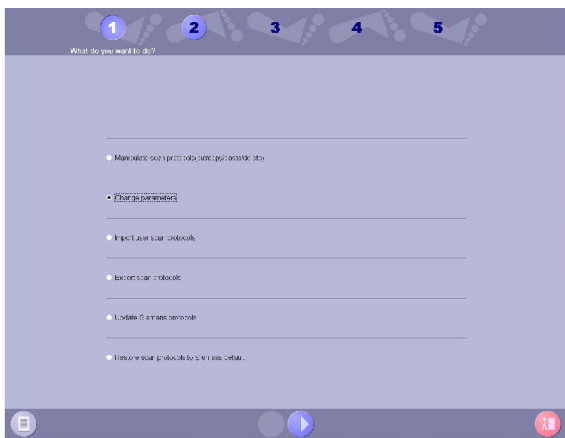 1 2 3 4 5
What do you want to do?
Manipulate scan protocols(cut/copy/paste/delete)
Change parameters
Import user scan protocols
Export scan protocols
Update Siemens protocols
Restore scan protocols to Siemens default